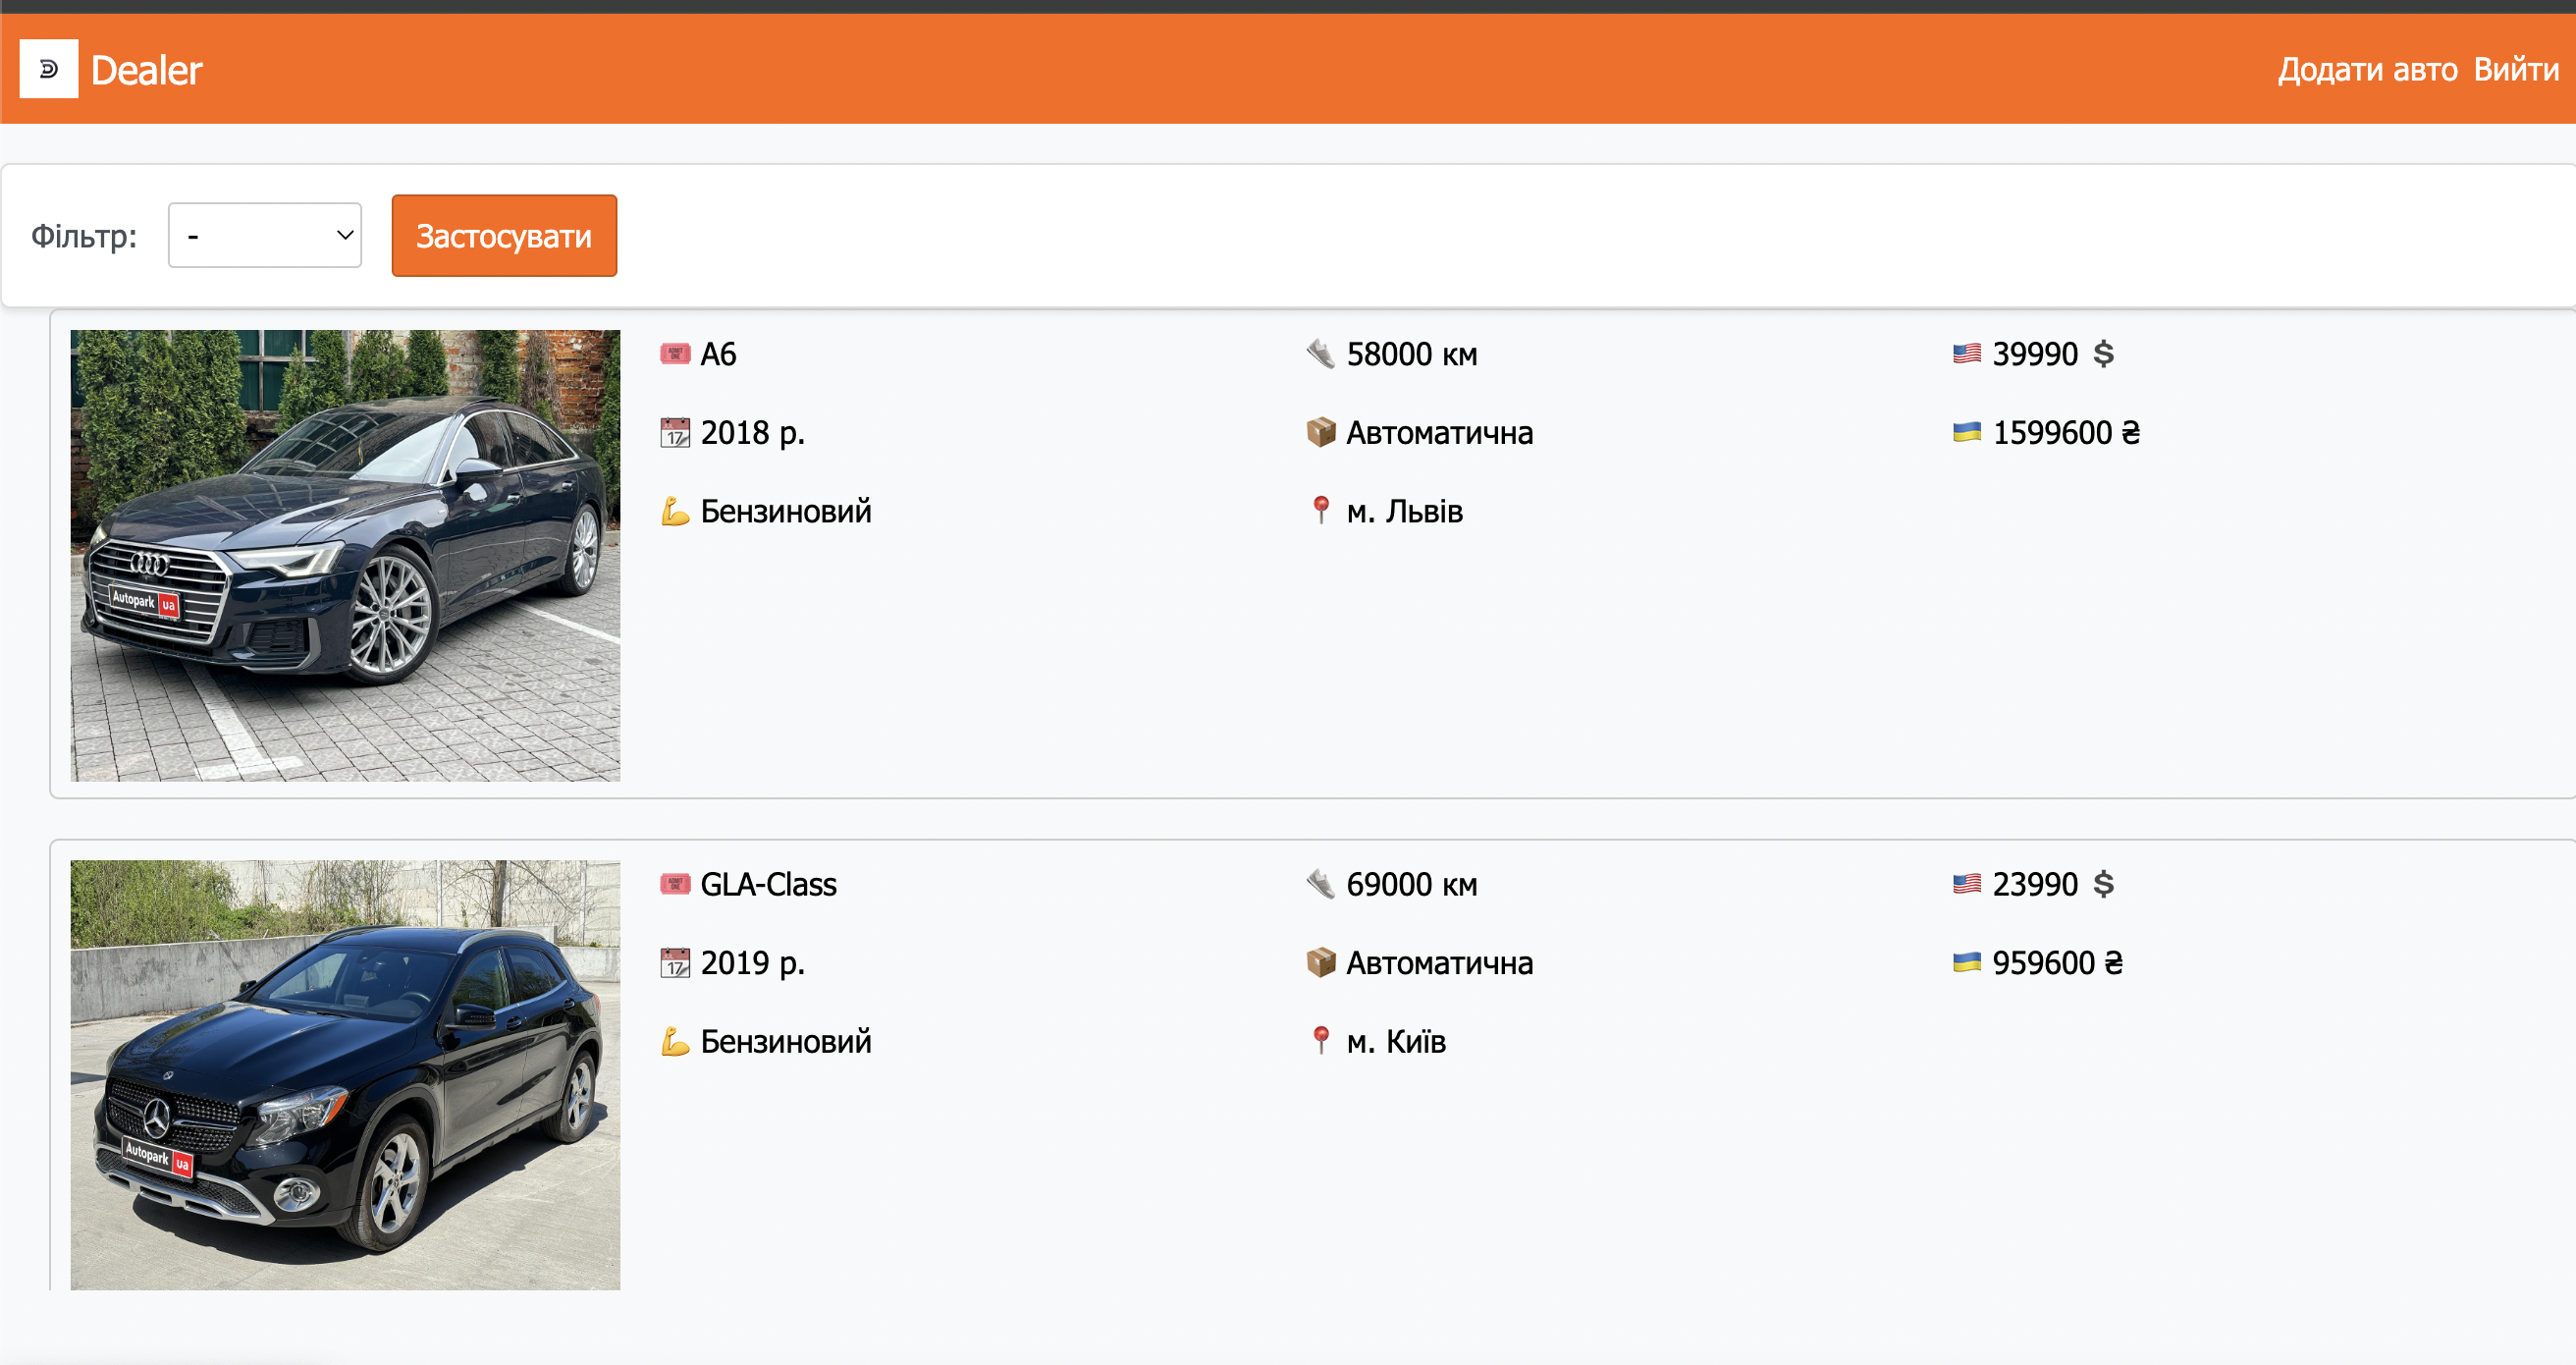 Dealer
Додати авто Вийти
Фільтр: - Застосувати
A6
58000 км
39990 $
2018 р.
Автоматична
1599600 ₴
Бензиновий
м. Львів
Autopark ua
GLA-Class
69000 км
23990 $
2019 р.
Автоматична
959600 ₴
Бензиновий
м. Київ
Autopark ua